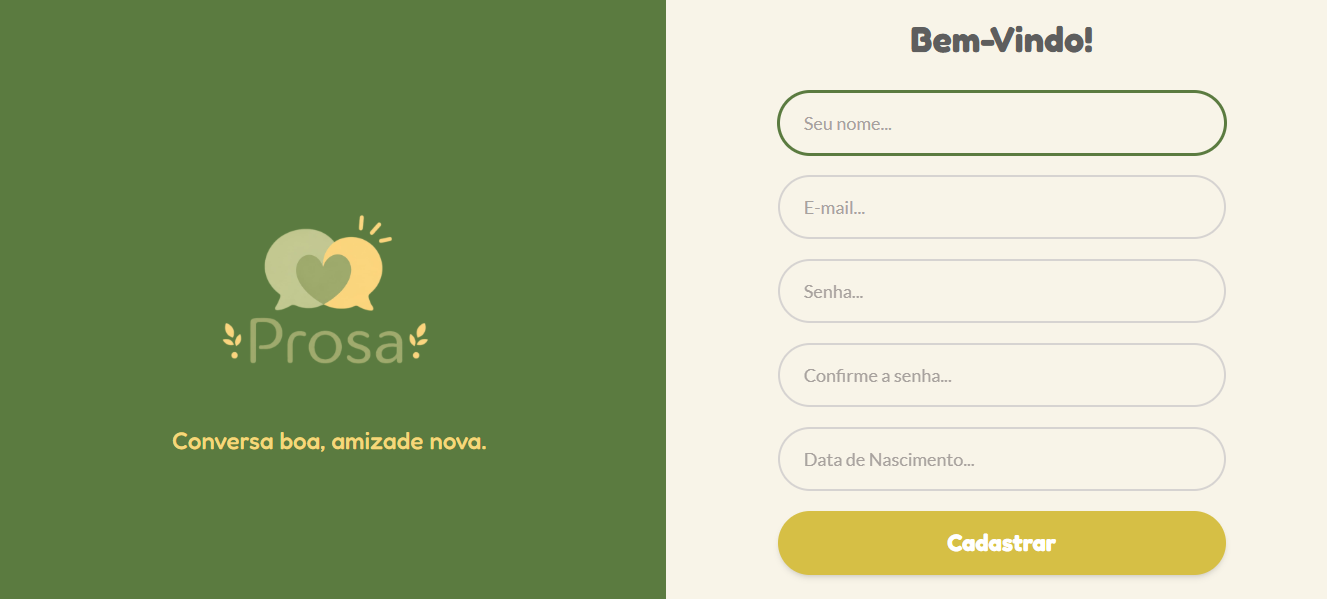 Prosa
Conversa boa, amizade nova.
Bem-Vindo!
Seu nome...
E-mail...
Senha...
Confirme a senha...
Data de Nascimento...
Cadastrar